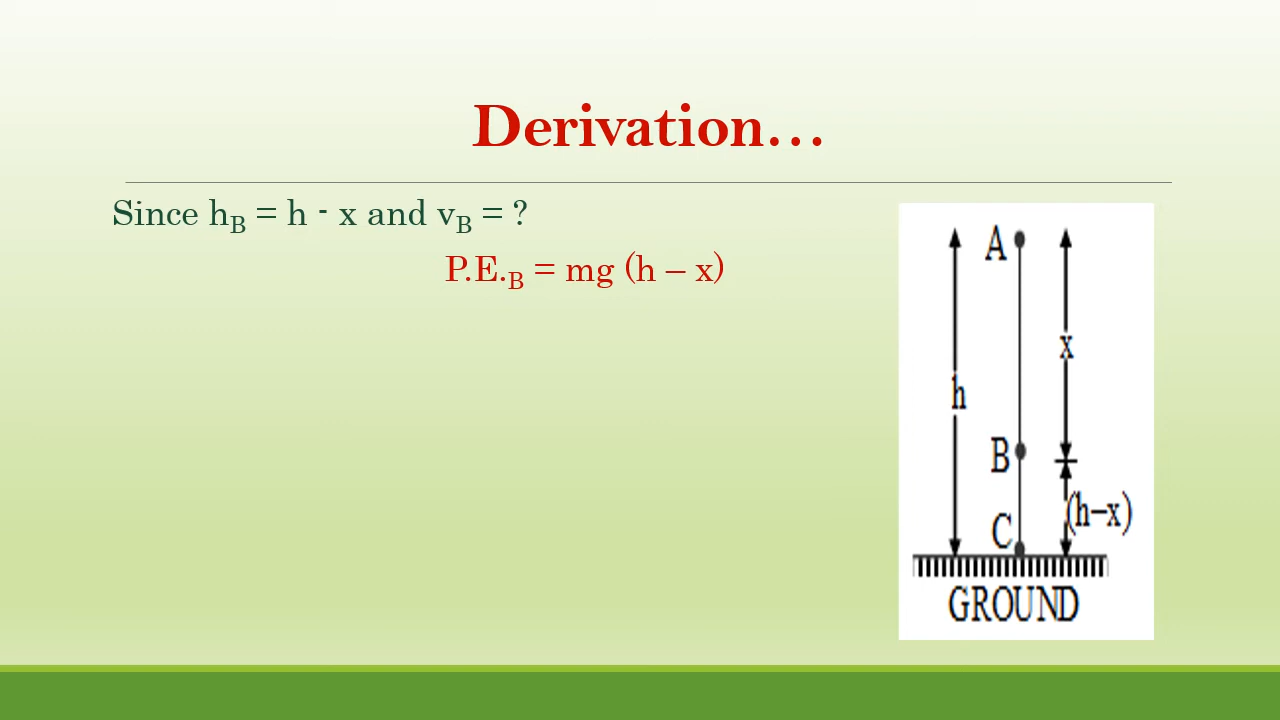 Derivation...
Since hB = h - x and vB = ?
P.E.B = mg (h – x)
A
x
h
B
(h–x)
C
GROUND